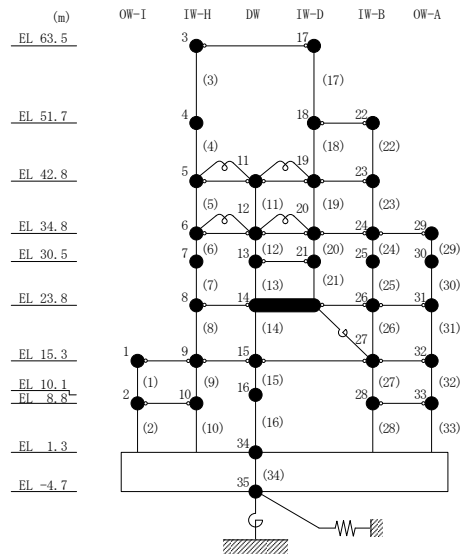 (m) OW-I IW-H DW IW-D IW-B OW-A
EL 63.5 3 17
(3) (17)
EL 51.7 4 18 22
(4) (18) (22)
11 19
EL 42.8 5 23
(5) (11) (19) (23)
12 20
EL 34.8 6 24 29
(6) (12) (20) (24) (29)
EL 30.5 7 13 21 25 30
(7) (13) (21) (25) (30)
EL 23.8 8 14 26 31
(8) (14) (26) (31)
27
EL 15.3 1 9 15 32
(1) (9) (15) (27) (32)
EL 10.1 16
EL 8.8 2 10 28 33
(2) (10) (16) (28) (33)
EL 1.3 34
(34)
EL -4.7 35